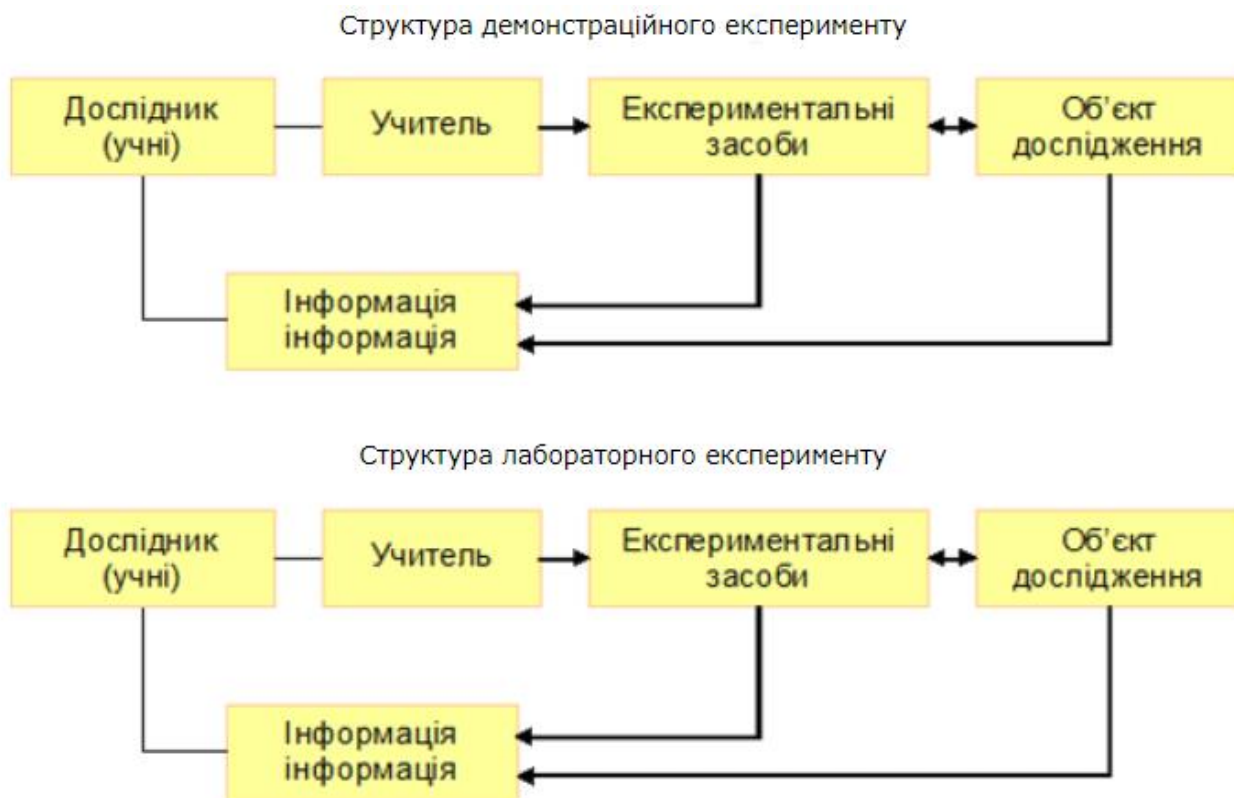 Структура демонстраційного експерименту
Дослідник
(учні)
Учитель
Експериментальні
засоби
Об'єкт
дослідження
Інформація
інформація
Структура лабораторного експерименту
Дослідник
(учні)
Учитель
Експериментальні
засоби
Об'єкт
дослідження
Інформація
інформація